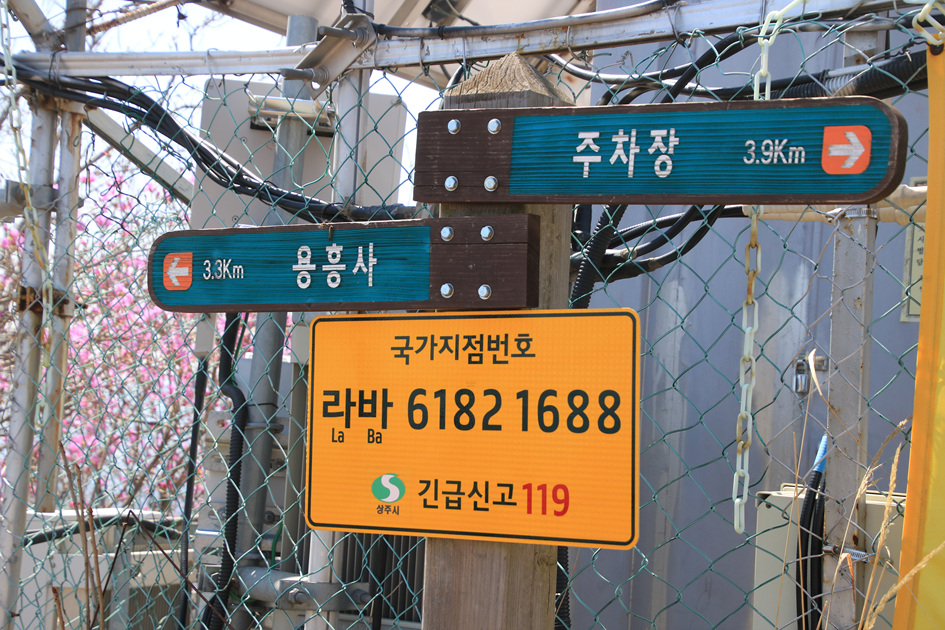 주차장 3.9Km
3.3Km 용흥사
국가지점번호
라바 6182 1688
La Ba
상주시 긴급신고 119